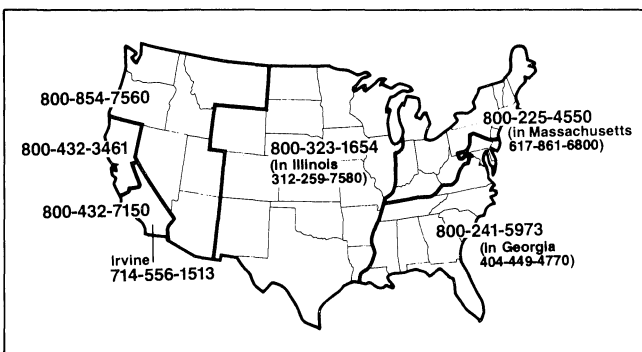 800-854-7560
800-432-3461
800-432-7150
Irvine
714-556-1513
800-323-1654
(in Illinois
312-259-7580)
800-225-4550
(in Massachusetts
617-861-6800)
800-241-5973
(in Georgia
404-449-4770)